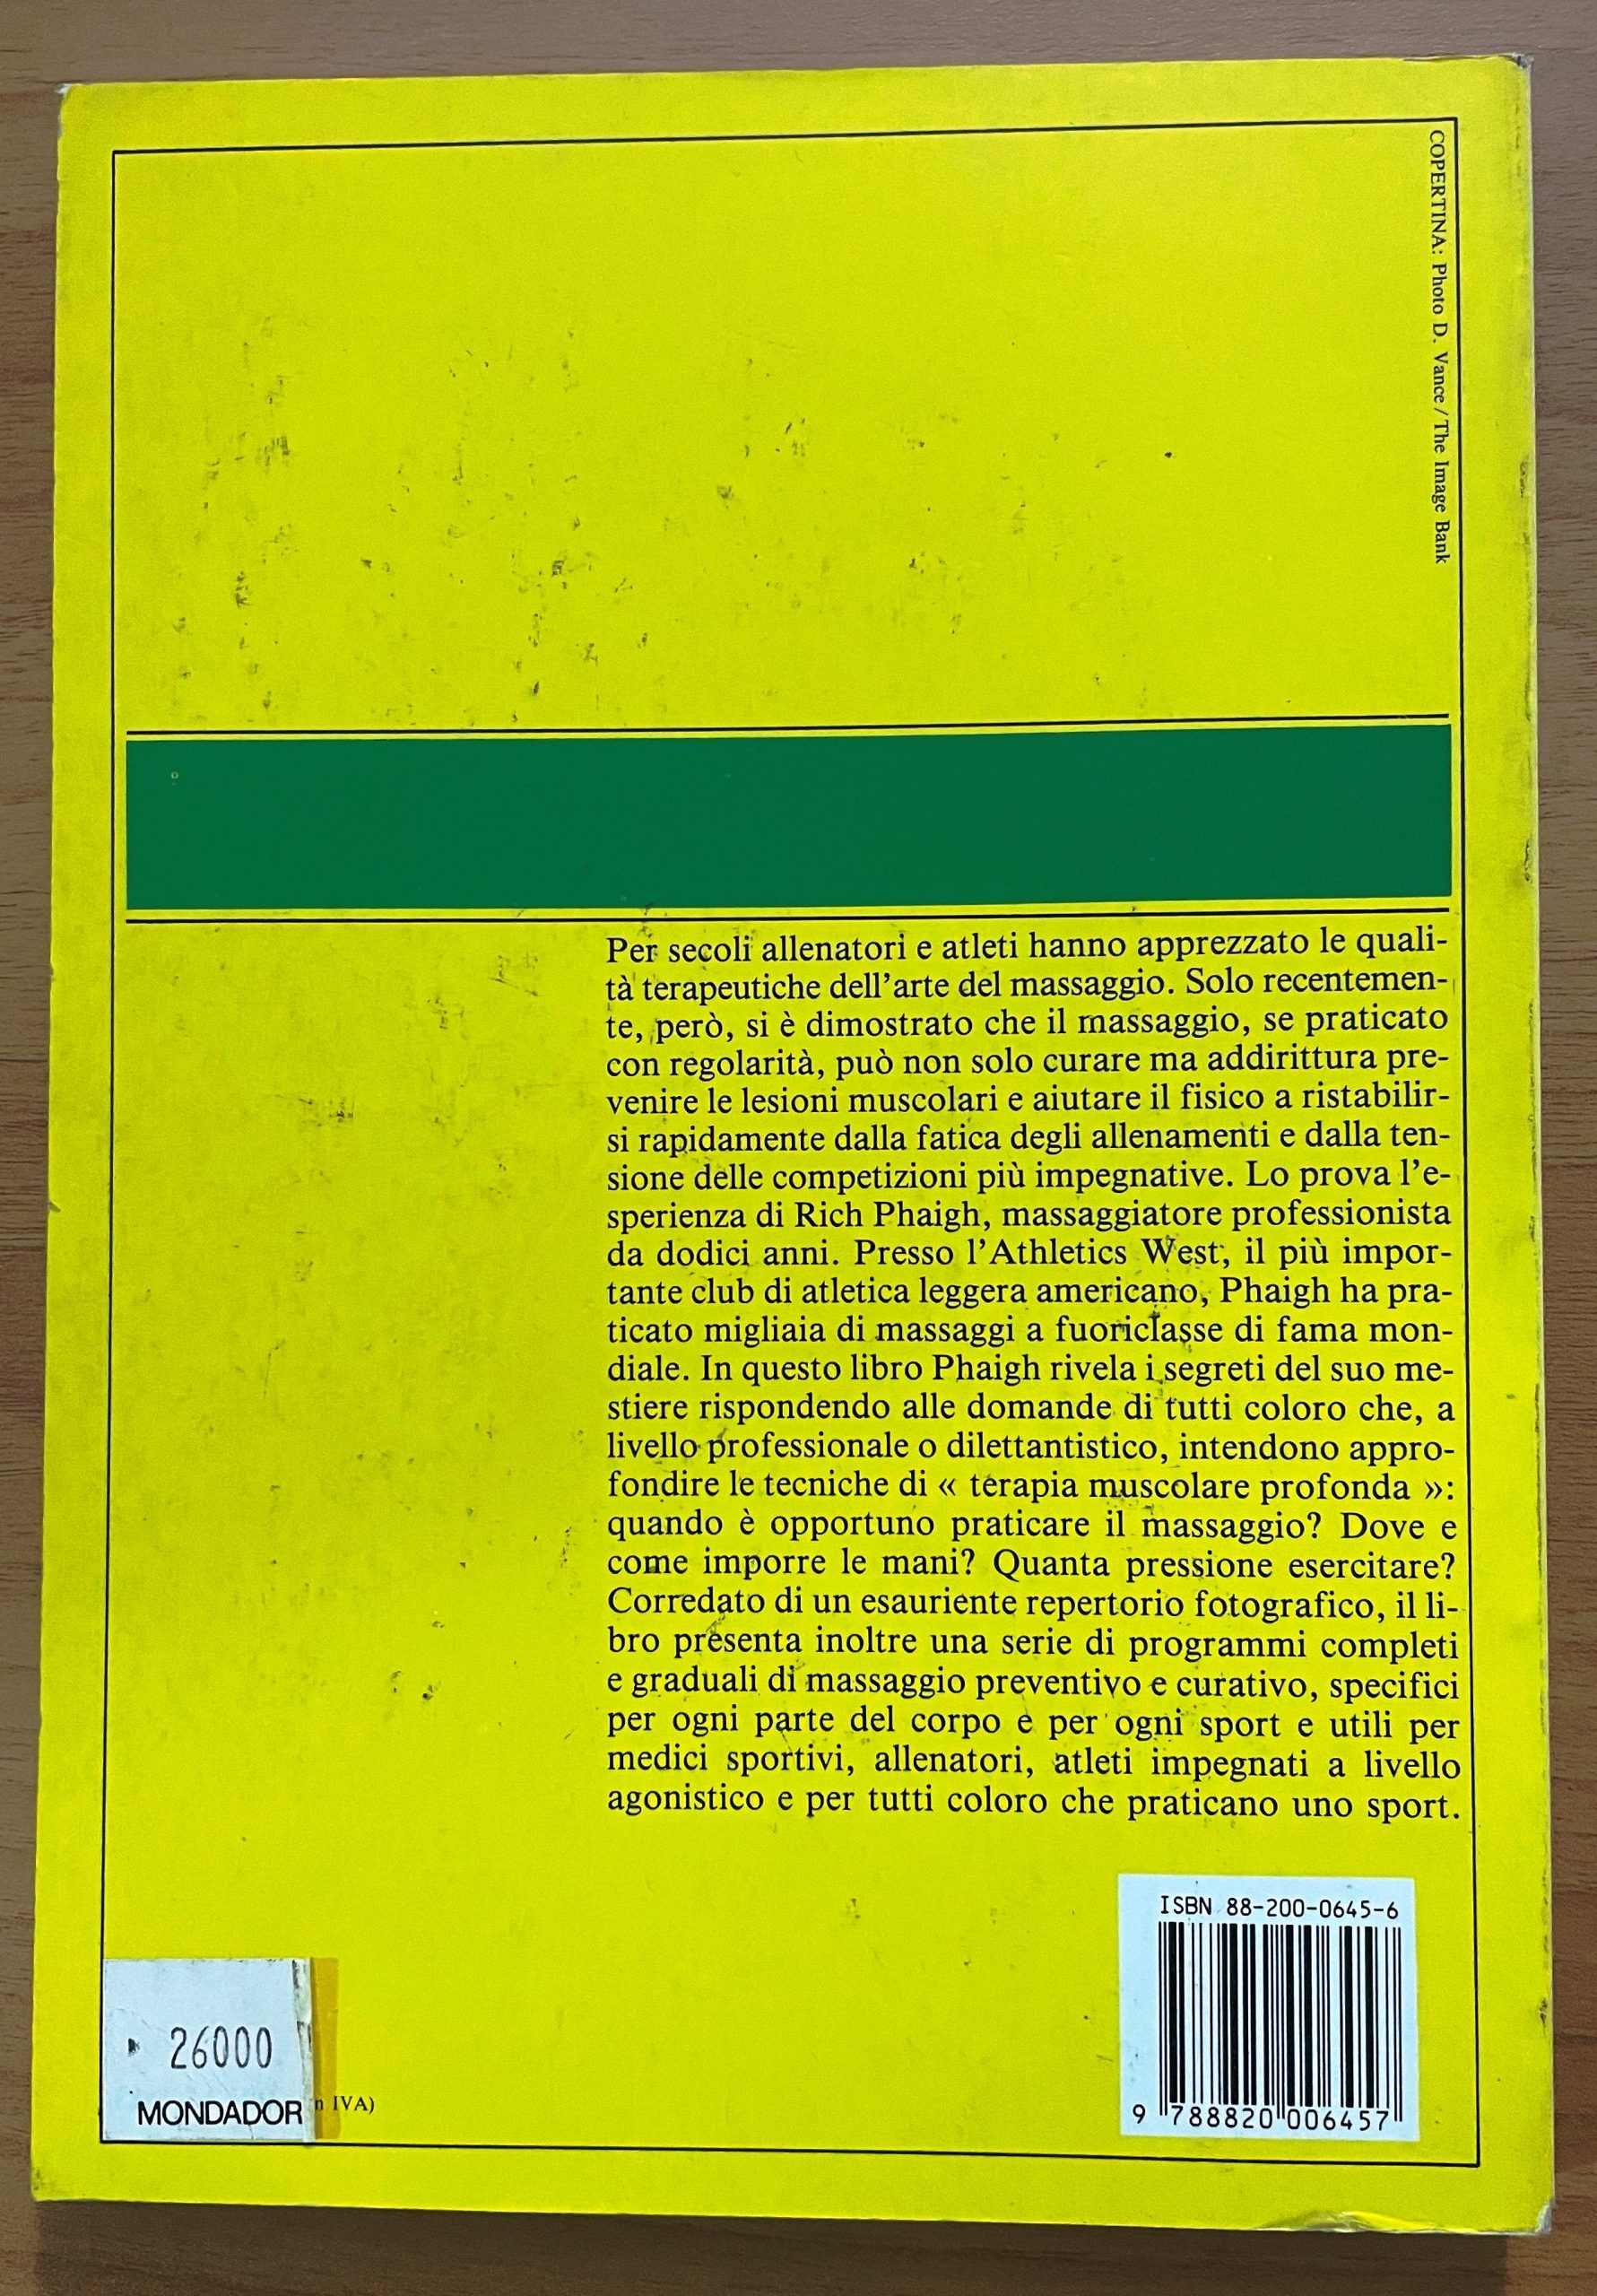 COPERTINA: Photo D. Vance / The Image Bank
Per secoli allenatori e atleti hanno apprezzato le quali-
tà terapeutiche dell'arte del massaggio. Solo recentemen-
te, però, si è dimostrato che il massaggio, se praticato
con regolarità, può non solo curare ma addirittura pre-
venire le lesioni muscolari e aiutare il fisico a ristabilir-
si rapidamente dalla fatica degli allenamenti e dalla ten-
sione delle competizioni più impegnative. Lo prova l'e-
sperienza di Rich Phaigh, massaggiatore professionista
da dodici anni. Presso l'Athletics West, il più impor-
tante club di atletica leggera americano, Phaigh ha pra-
ticato migliaia di massaggi a fuoriclasse di fama mon-
diale. In questo libro Phaigh rivela i segreti del suo me-
stiere rispondendo alle domande di tutti coloro che, a
livello professionale o dilettantistico, intendono appro-
fondire le tecniche di « terapia muscolare profonda »:
quando è opportuno praticare il massaggio? Dove e
come imporre le mani? Quanta pressione esercitare?
Corredato di un esauriente repertorio fotografico, il li-
bro presenta inoltre una serie di programmi completi
e graduali di massaggio preventivo e curativo, specifici
per ogni parte del corpo e per ogni sport e utili per
medici sportivi, allenatori, atleti impegnati a livello
agonistico e per tutti coloro che praticano uno sport.
ISBN 88-200-0645-6
9 788820 006457
26000
MONDADOR
n IVA)